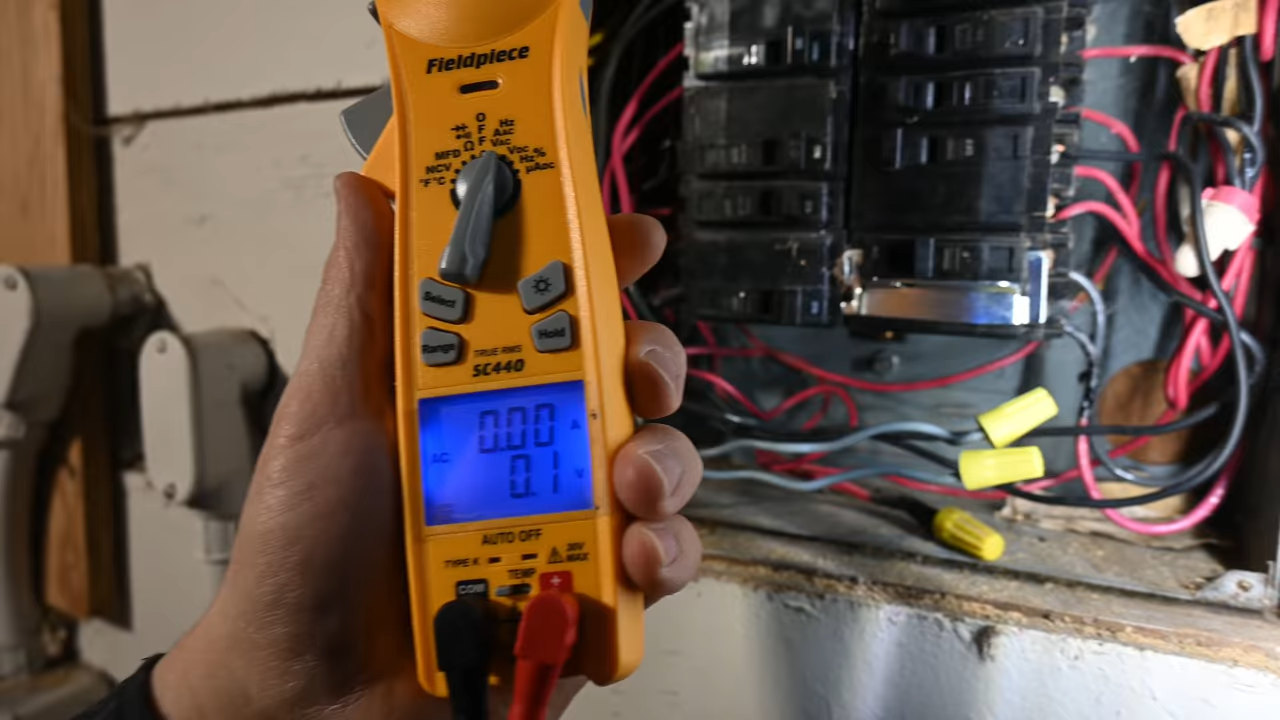 Fieldpiece
O
F Hz
F AAC
Ω VAC
MFD VDC
NCV Hz%
°F°C µADC
Select
Range
Hold
TRUE RMS
SC440
0.00 A
AC 0.1 V
AUTO OFF
TYPE K
TEMP
30V
MAX
COM
+